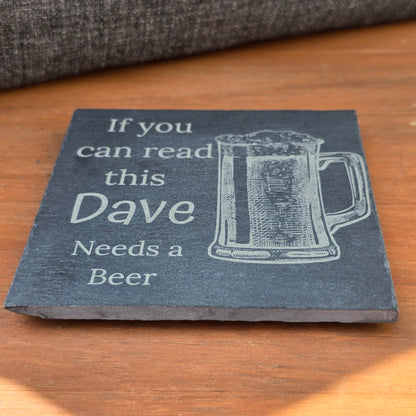 If you
can read
this
Dave
Needs a
Beer